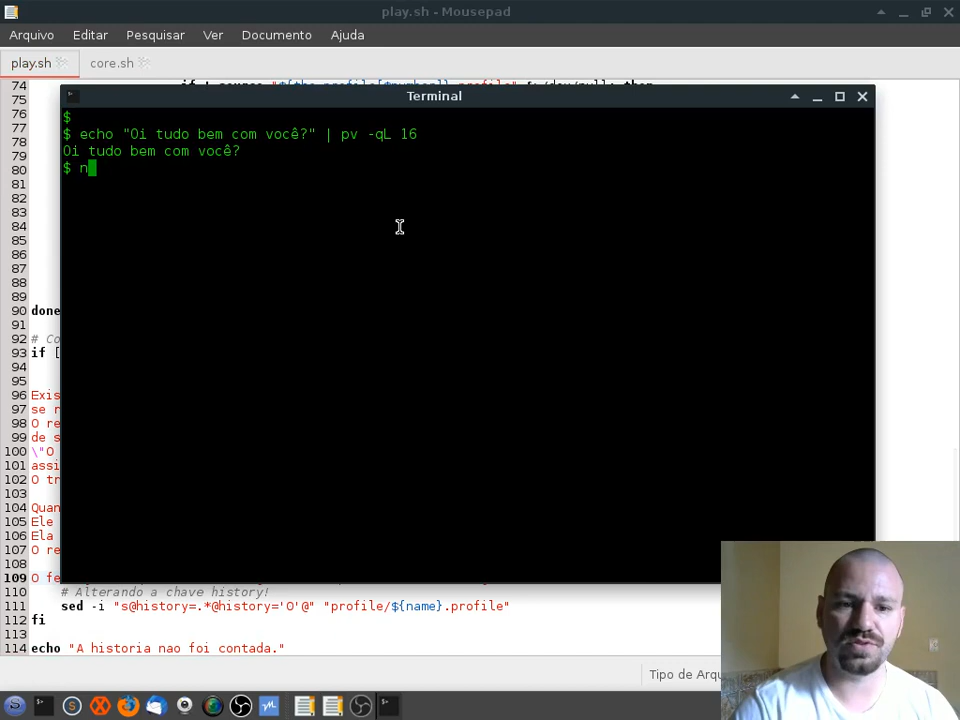 play.sh - Mousepad
Arquivo Editar Pesquisar Ver Documento Ajuda
play.sh core.sh
74
75
Terminal
76 $
77 $ echo "Oi tudo bem com você?" | pv -qL 16
78 Oi tudo bem com você?
79 $ n
80
81
82
83
84
85
86
87
88
89
90 done
91
92 # Co
93 if [
94
95
96 Exis
97 se n
98 O re
99 de s
100 \"O
101 assi
102 O tr
103
104 Quan
105 Ele
106 Ela
107 O re
108
109 O fe
110 # Alterando a chave history!
111 sed -i "s@history=.*@history='O'@" "profile/${name}.profile"
112 fi
113
114 echo "A historia nao foi contada."
Tipo de Arqu